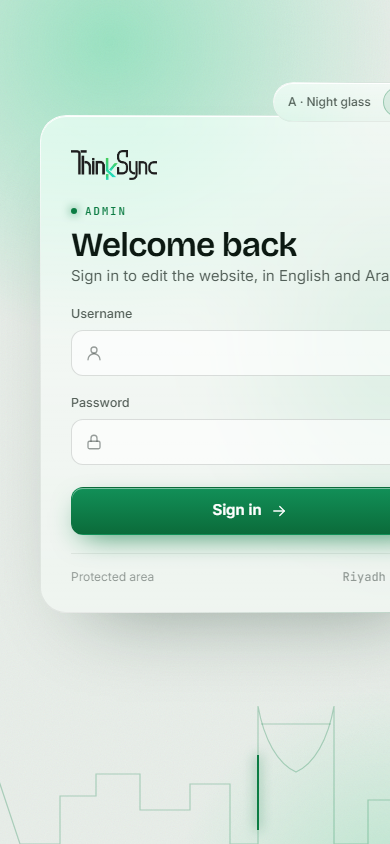 A · Night glass
ThinkSync
ADMIN
Welcome back
Sign in to edit the website, in English and Ara
Username
Password
Sign in →
Protected area
Riyadh